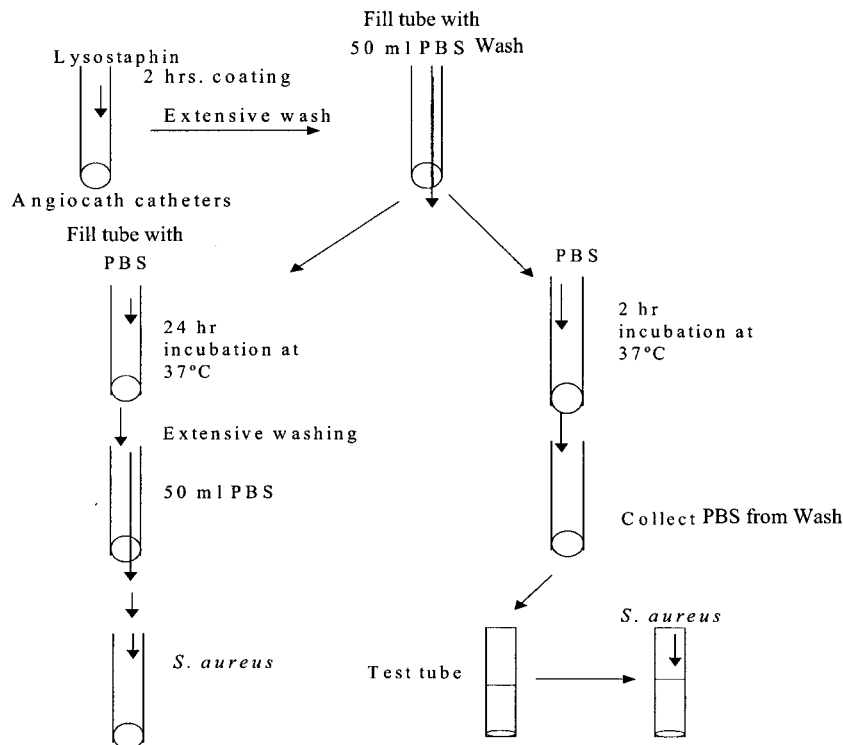 Fill tube with
50 ml PBS Wash
Lysostaphin
2 hrs. coating
Extensive wash
Angiocath catheters
Fill tube with
PBS
24 hr
incubation at
37°C
Extensive washing
50 ml PBS
S. aureus
PBS
2 hr
incubation at
37°C
Collect PBS from Wash
Test tube
S. aureus